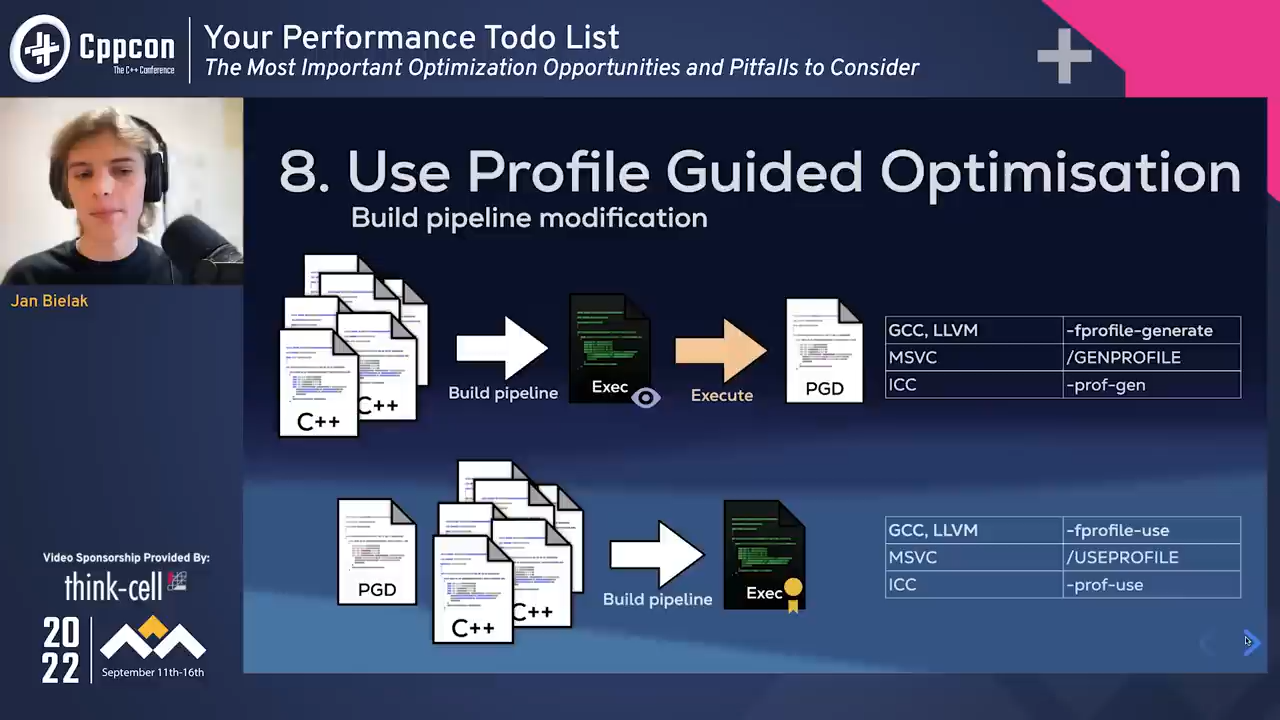 Cppcon
The C++ Conference
Your Performance Todo List
The Most Important Optimization Opportunities and Pitfalls to Consider
Jan Bielak
8. Use Profile Guided Optimisation
Build pipeline modification
C++
C++
Build pipeline
Exec
Execute
PGD
GCC, LLVM -fprofile-generate
MSVC /GENPROFILE
ICC -prof-gen
PGD
C++
C++
Build pipeline
Exec
GCC, LLVM -fprofile-use
MSVC /USEPROFILE
ICC -prof-use
Video Sponsorship Provided By:
think-cell
20
22
September 11th-16th